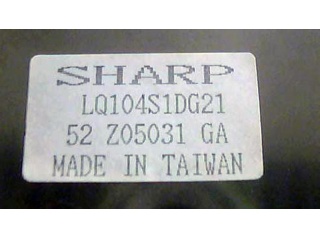 SHARP
LQ104S1DG21
52 Z05031 GA
MADE IN TAIWAN